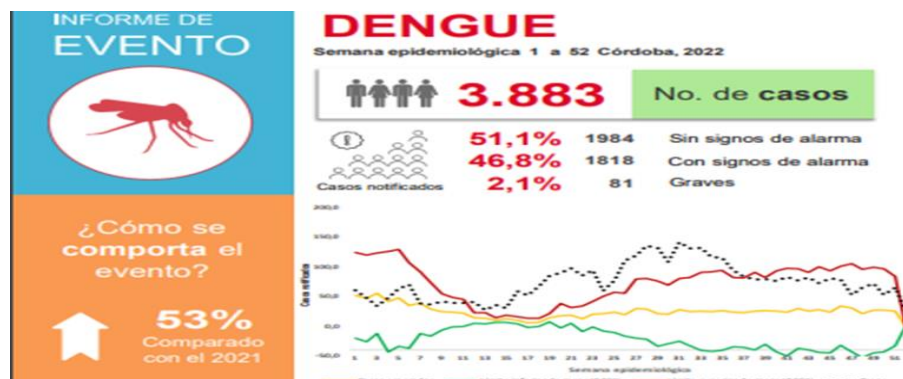 INFORME DE
EVENTO
DENGUE
Semana epidemiológica 1 a 52 Córdoba, 2022
3.883
No. de casos
51,1% 1984 Sin signos de alarma
46,8% 1818 Con signos de alarma
2,1% 81 Graves
Casos notificados
¿Cómo se
comporta el
evento?
53%
Comparado
con el 2021
200,0
150,0
100,0
50,0
0,0
-50,0
1 3 5 7 9 11 13 15 17 19 21 23 25 27 29 31 33 35 37 39 41 43 45 47 49 51
Semana epidemiológica